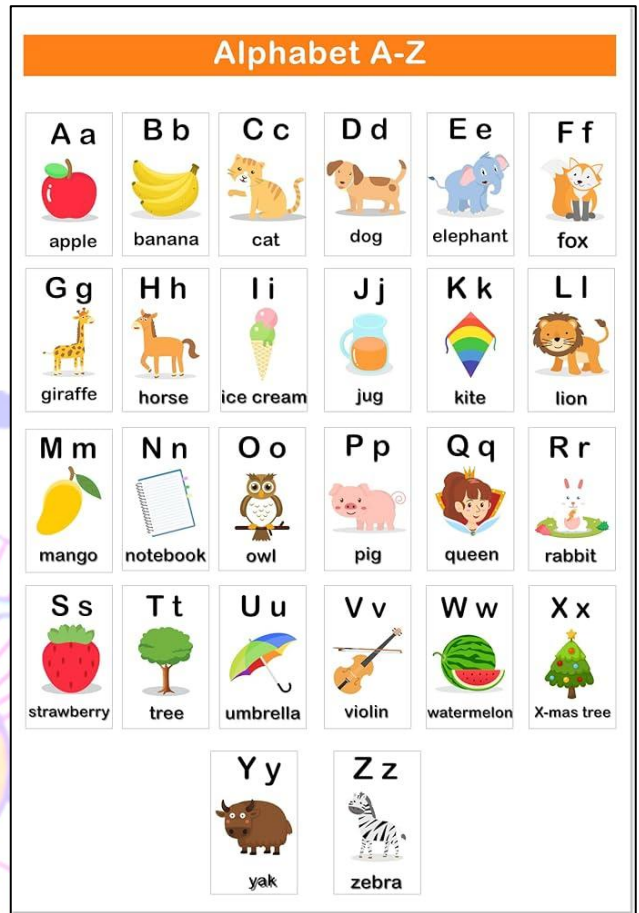 Alphabet A-Z
A a B b C c D d E e F f
apple banana cat dog elephant fox
G g H h I i J j K k L l
giraffe horse ice cream jug kite lion
M m N n O o P p Q q R r
mango notebook owl pig queen rabbit
S s T t U u V v W w X x
strawberry tree umbrella violin watermelon X-mas tree
Y y Z z
yak zebra